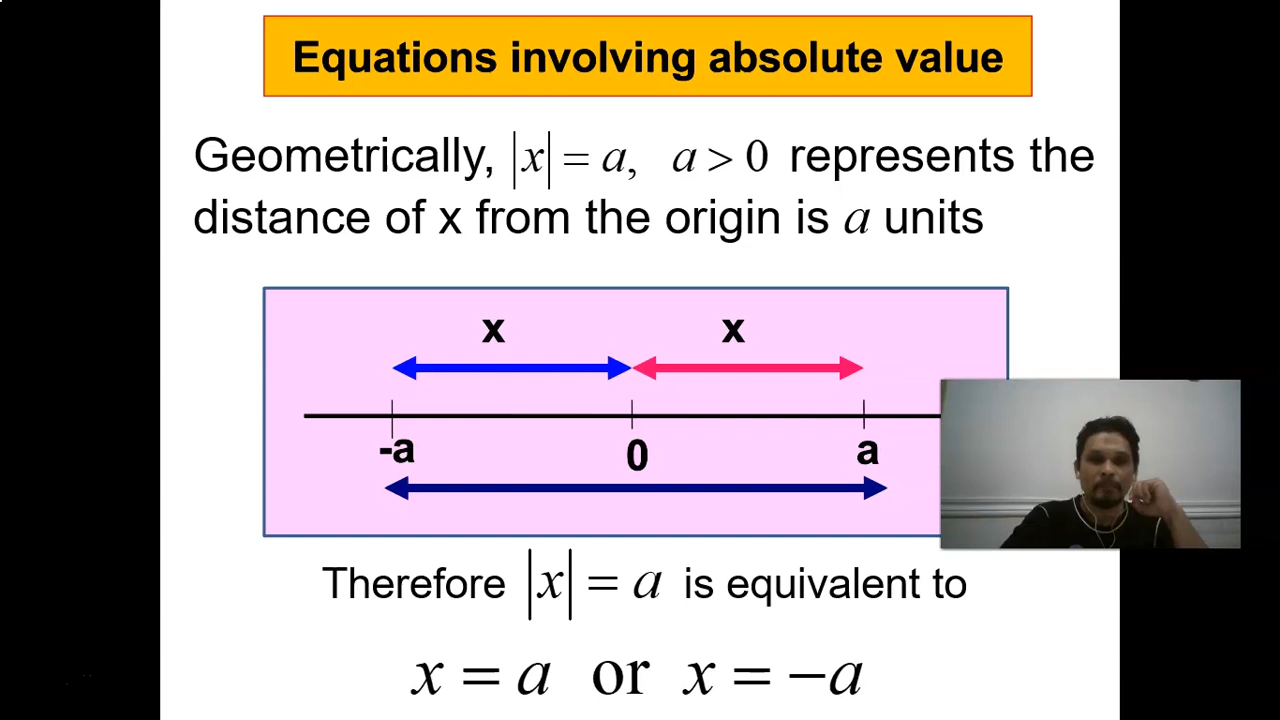 Equations involving absolute value
Geometrically, |x| = a, a > 0 represents the
distance of x from the origin is a units
x x
-a 0 a
Therefore |x| = a is equivalent to
x = a or x = −a